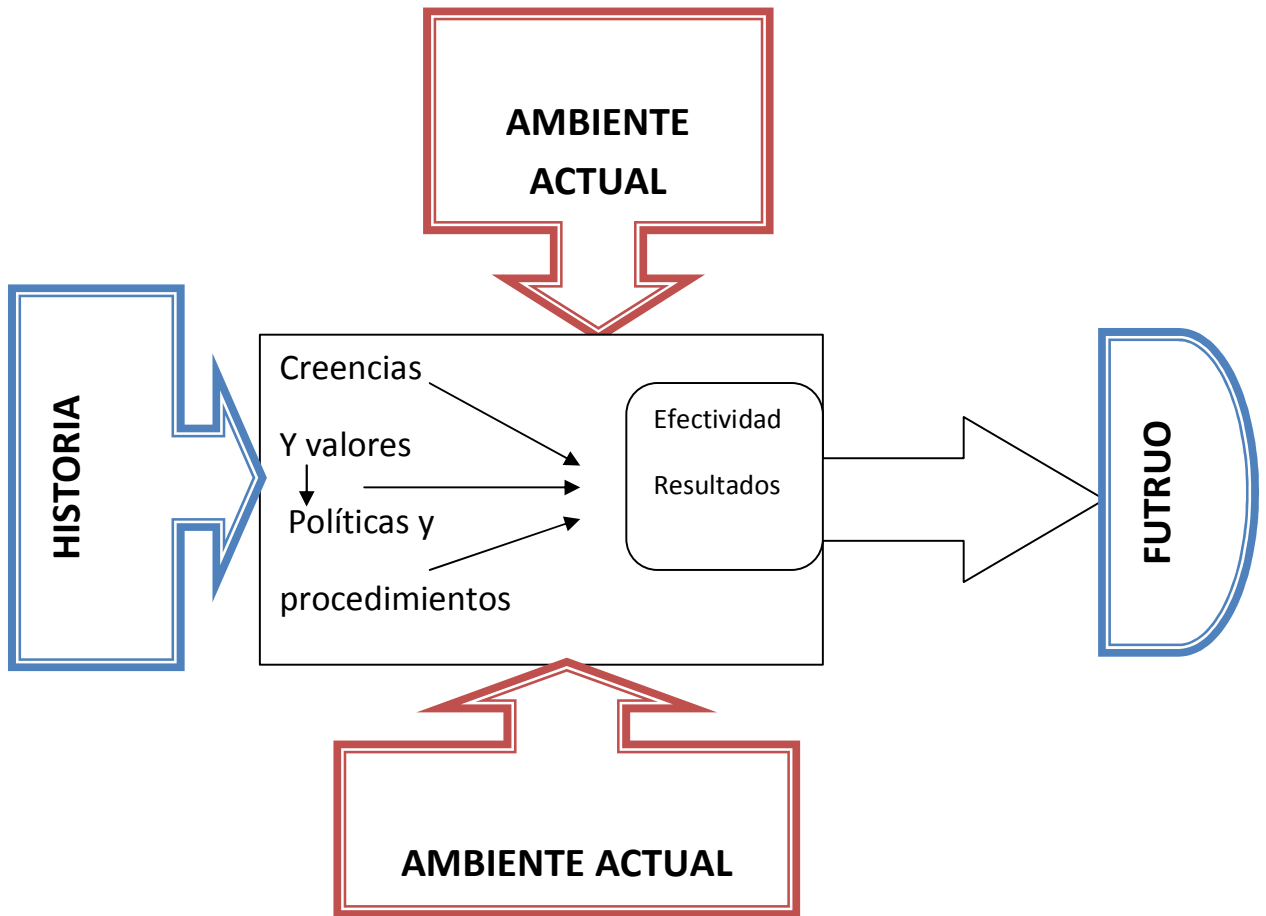 AMBIENTE
ACTUAL
HISTORIA
Creencias
Y valores
Políticas y
procedimientos
Efectividad
Resultados
FUTRUO
AMBIENTE ACTUAL